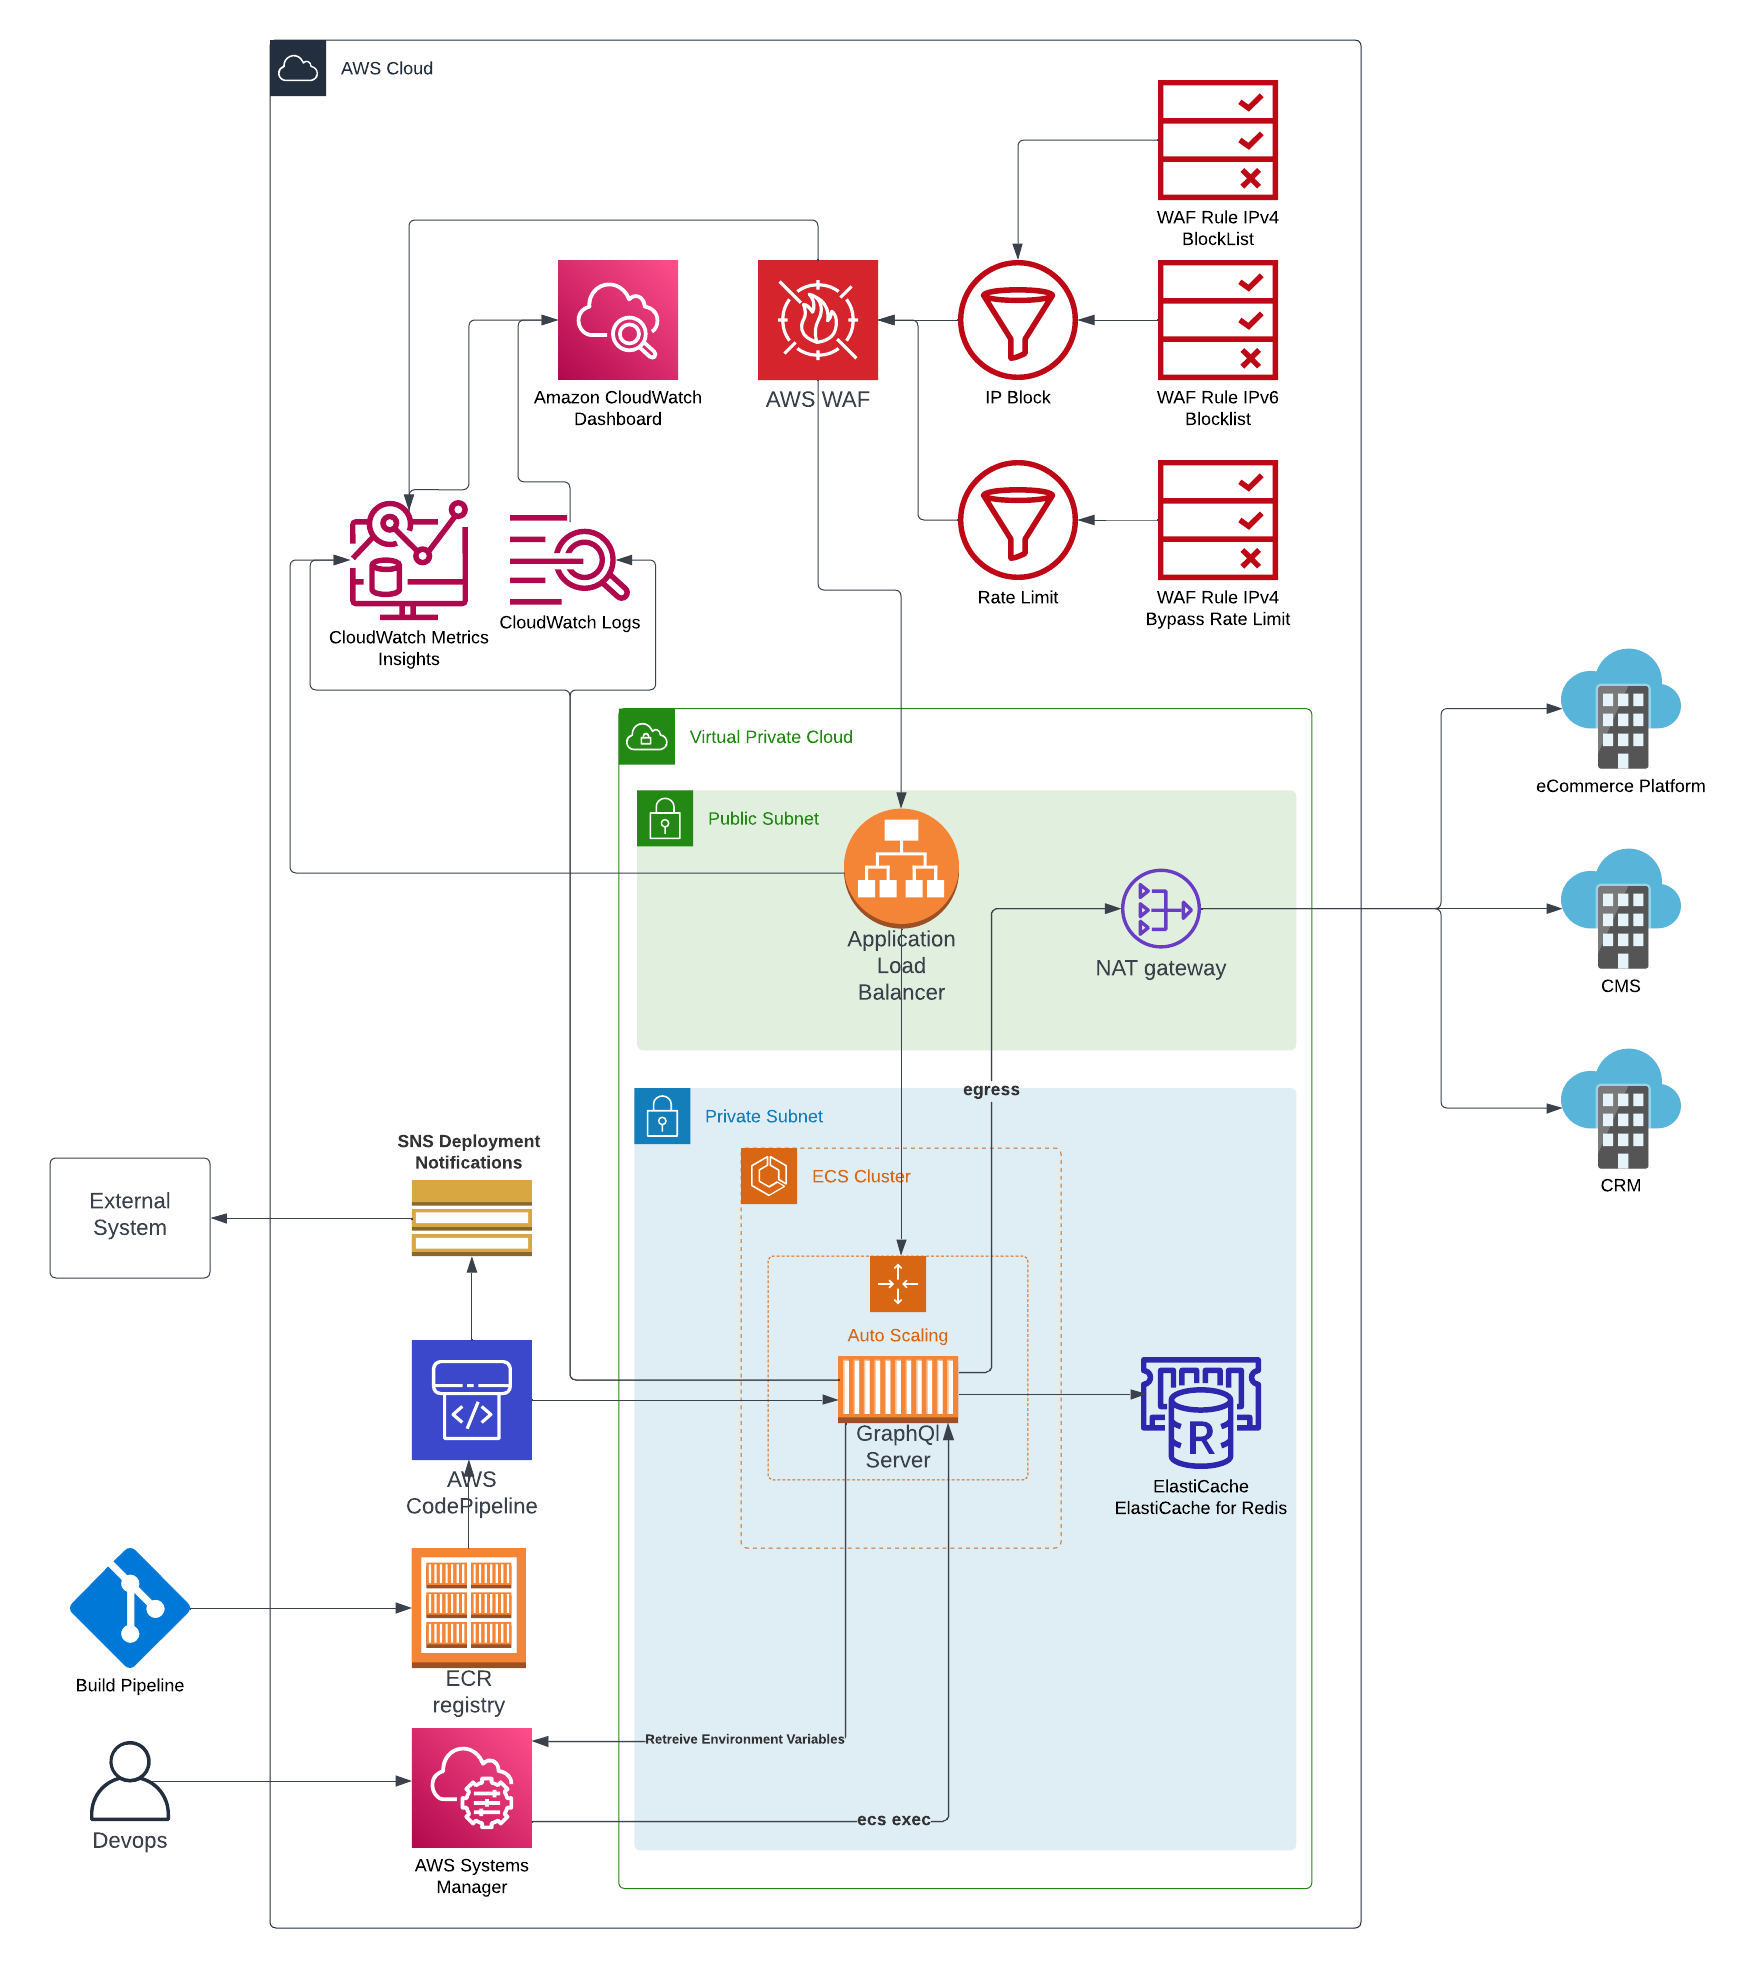 AWS Cloud
WAF Rule IPv4
BlockList
Amazon CloudWatch
Dashboard
AWS WAF
IP Block
WAF Rule IPv6
Blocklist
CloudWatch Metrics
Insights
CloudWatch Logs
Rate Limit
WAF Rule IPv4
Bypass Rate Limit
Virtual Private Cloud
eCommerce Platform
Public Subnet
Application
Load
Balancer
NAT gateway
CMS
egress
Private Subnet
SNS Deployment
Notifications
ECS Cluster
CRM
External
System
Auto Scaling
GraphQl
Server
R
ElastiCache
ElastiCache for Redis
AWS
CodePipeline
Build Pipeline
ECR
registry
Retreive Environment Variables
Devops
ecs exec
AWS Systems
Manager